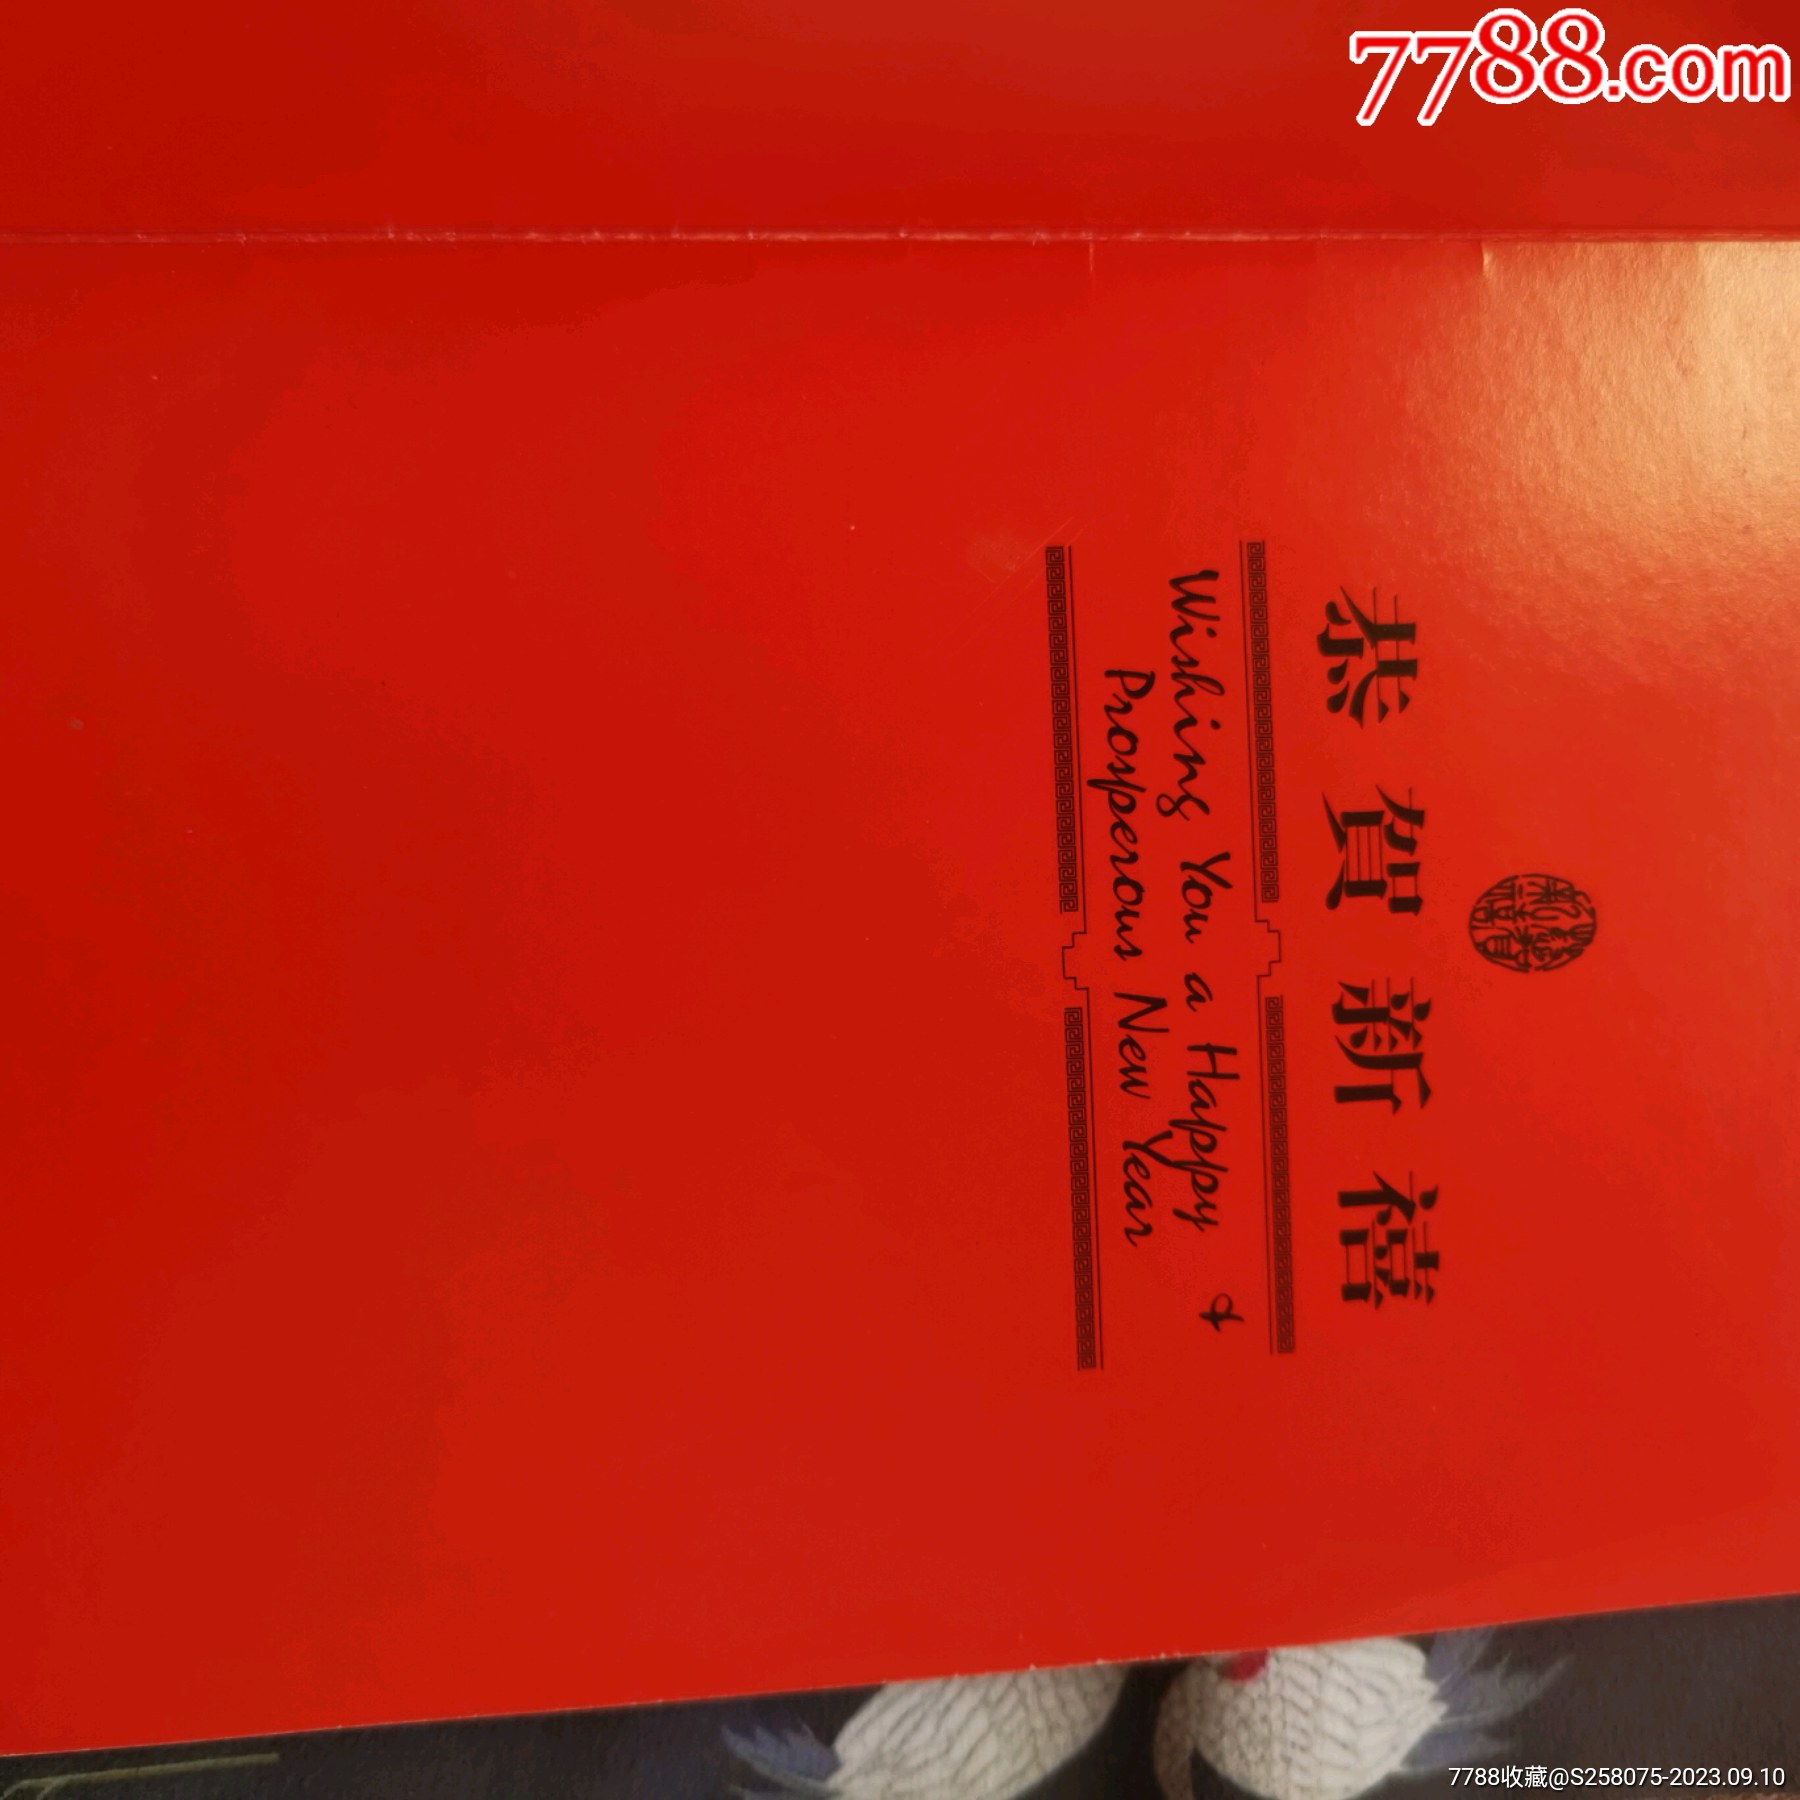 7788.com
恭賀新禧
Wishing You a Happy &
Prosperous New Year
7788收藏@S258075-2023.09.10